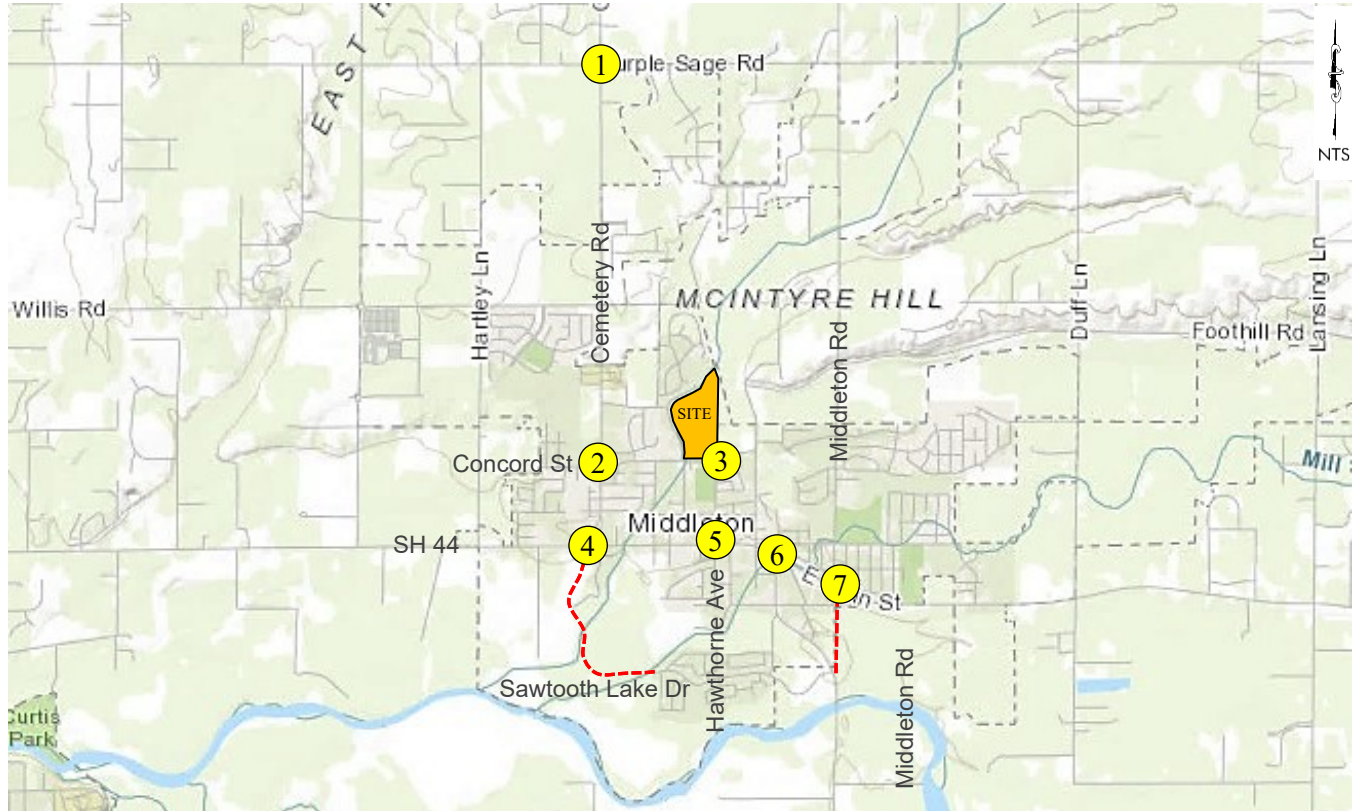 EAST
1
urple Sage Rd
NTS
Hartley Ln
Cemetery Rd
MCINTYRE HILL
Duff Ln
Lansing Ln
Willis Rd
Foothill Rd
Middleton Rd
SITE
Concord St
2
3
Mill
Middleton
SH 44
4
5
6
7
Hawthorne Ave
Sawtooth Lake Dr
Middleton Rd
Curtis
Park